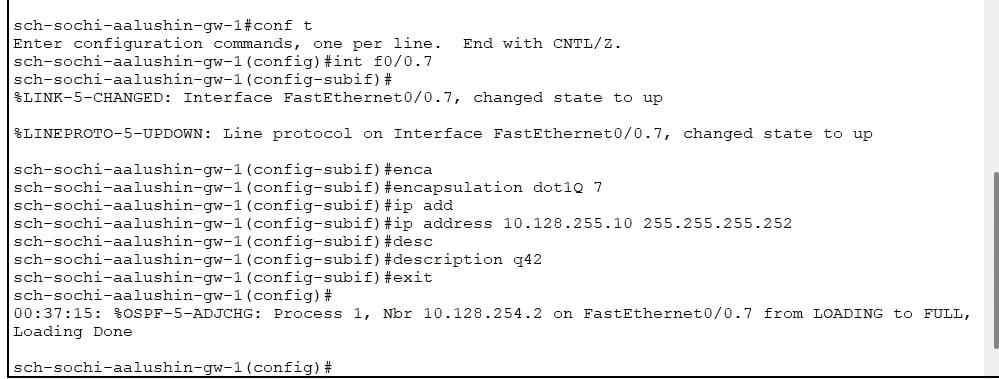 sch-sochi-aalushin-gw-1#conf t
Enter configuration commands, one per line.  End with CNTL/Z.
sch-sochi-aalushin-gw-1(config)#int f0/0.7
sch-sochi-aalushin-gw-1(config-subif)#
%LINK-5-CHANGED: Interface FastEthernet0/0.7, changed state to up
%LINEPROTO-5-UPDOWN: Line protocol on Interface FastEthernet0/0.7, changed state to up
sch-sochi-aalushin-gw-1(config-subif)#enca
sch-sochi-aalushin-gw-1(config-subif)#encapsulation dot1Q 7
sch-sochi-aalushin-gw-1(config-subif)#ip add
sch-sochi-aalushin-gw-1(config-subif)#ip address 10.128.255.10 255.255.255.252
sch-sochi-aalushin-gw-1(config-subif)#desc
sch-sochi-aalushin-gw-1(config-subif)#description q42
sch-sochi-aalushin-gw-1(config-subif)#exit
sch-sochi-aalushin-gw-1(config)#
00:37:15: %OSPF-5-ADJCHG: Process 1, Nbr 10.128.254.2 on FastEthernet0/0.7 from LOADING to FULL,
Loading Done
sch-sochi-aalushin-gw-1(config)#